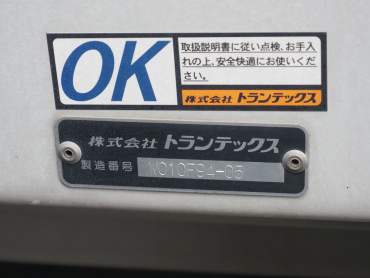 OK
取扱説明書に従い点検、お手入
れの上、安全快適にお使いくだ
さい。
株式会社 トランテックス
株式会社 トランテックス
製造番号